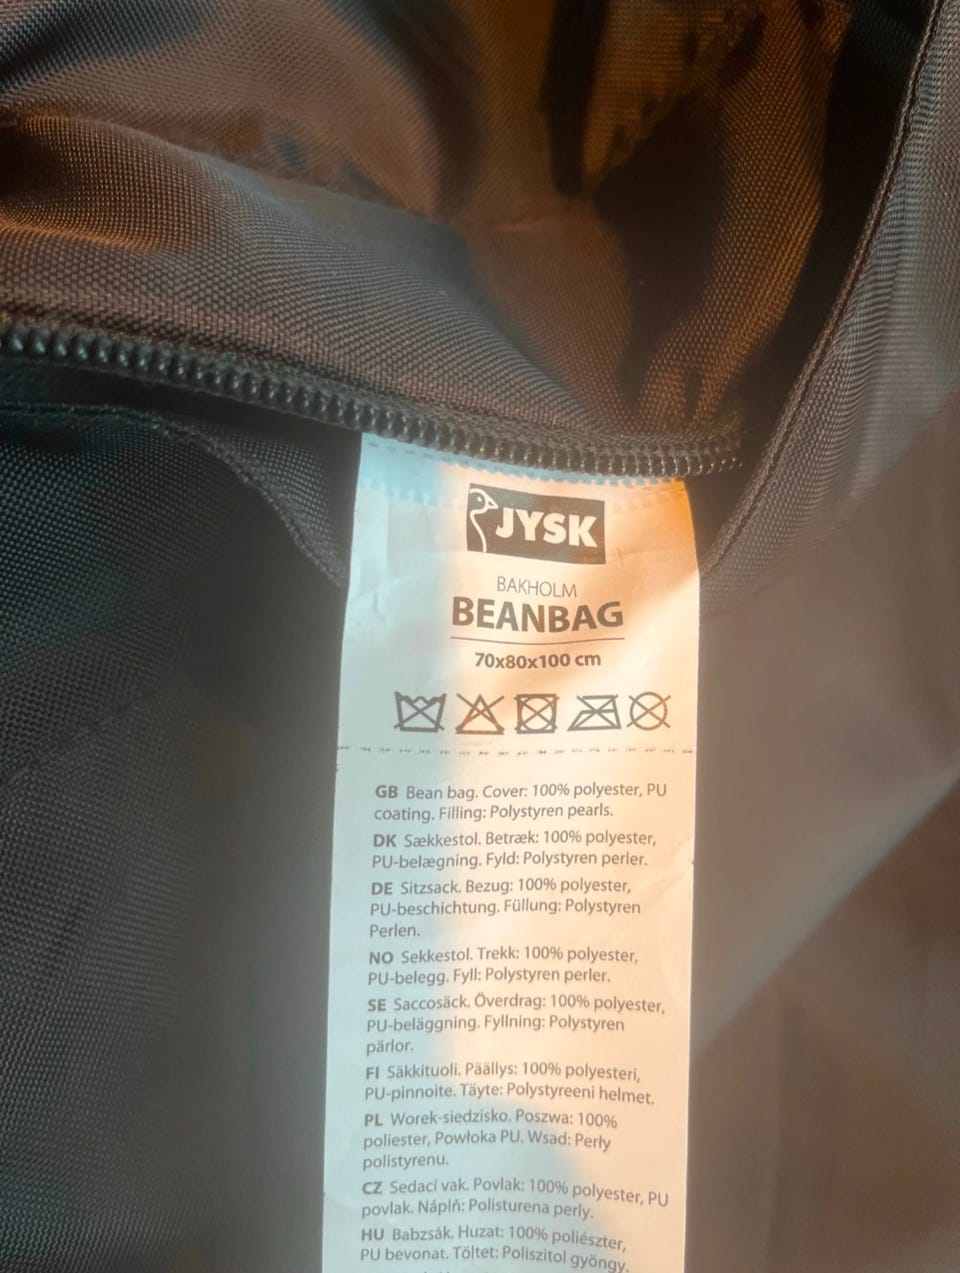 JYSK
BAKHOLM
BEANBAG
70x80x100 cm
GB Bean bag. Cover: 100% polyester, PU
coating. Filling: Polystyren pearls.
DK Sækkestol. Betræk: 100% polyester,
PU-belægning. Fyld: Polystyren perler.
DE Sitzsack. Bezug: 100% polyester,
PU-beschichtung. Füllung: Polystyren
Perlen.
NO Sekkestol. Trekk: 100% polyester,
PU-belegg. Fyll: Polystyren perler.
SE Saccosäck. Överdrag: 100% polyester,
PU-beläggning. Fyllning: Polystyren
pärlor.
FI Säkkituoli. Päällys: 100% polyesteri,
PU-pinnoite. Täyte: Polystyreeni helmet.
PL Worek-siedzisko. Poszwa: 100%
poliester, Powłoka PU. Wsad: Perły
polistyrenu.
CZ Sedací vak. Povlak: 100% polyester, PU
povlak. Náplň: Polisturena perly.
HU Babzsák. Huzat: 100% poliészter,
PU bevonat. Töltet: Poliszitol gyöngy.